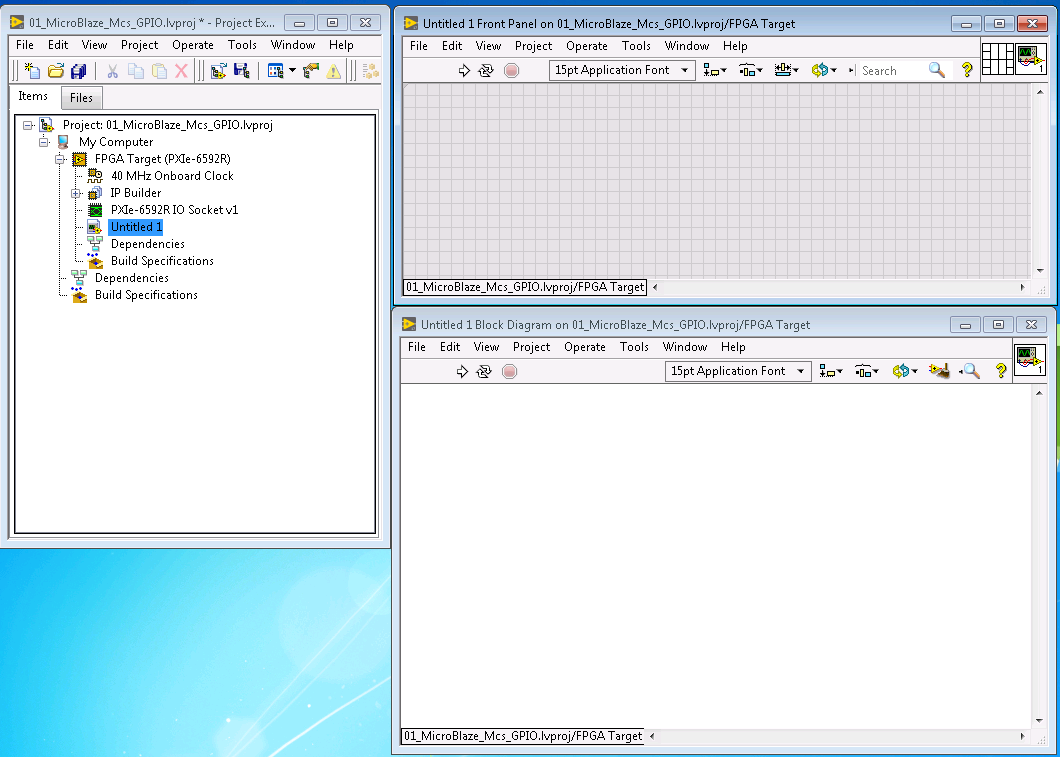 01_MicroBlaze_Mcs_GPIO.lvproj * - Project Ex...
File Edit View Project Operate Tools Window Help
Items Files
Project: 01_MicroBlaze_Mcs_GPIO.lvproj
My Computer
FPGA Target (PXIe-6592R)
40 MHz Onboard Clock
IP Builder
PXIe-6592R IO Socket v1
Untitled 1
Dependencies
Build Specifications
Dependencies
Build Specifications
Untitled 1 Front Panel on 01_MicroBlaze_Mcs_GPIO.lvproj/FPGA Target
File Edit View Project Operate Tools Window Help
15pt Application Font Search ? 1
01_MicroBlaze_Mcs_GPIO.lvproj/FPGA Target
Untitled 1 Block Diagram on 01_MicroBlaze_Mcs_GPIO.lvproj/FPGA Target
File Edit View Project Operate Tools Window Help
15pt Application Font ? 1
01_MicroBlaze_Mcs_GPIO.lvproj/FPGA Target